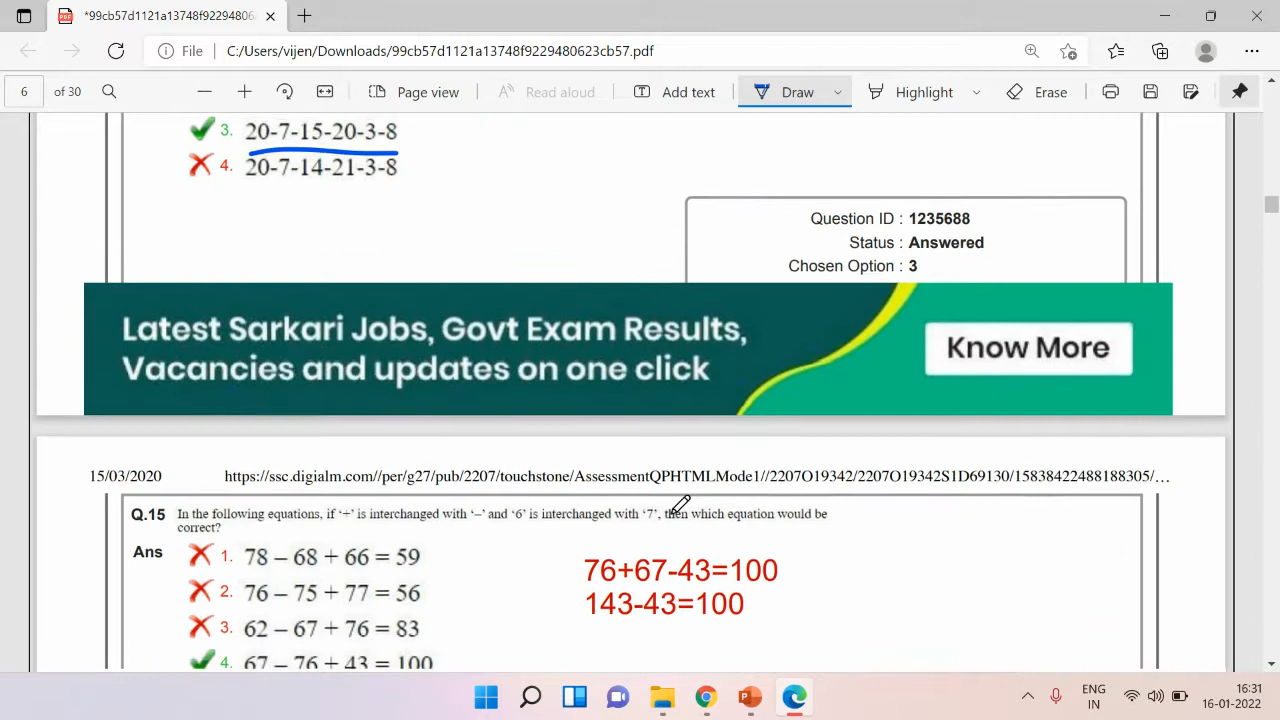 *99cb57d1121a13748f9229480623
File
C:/Users/vijen/Downloads/99cb57d1121a13748f9229480623cb57.pdf
6 of 30
Page view
Read aloud
Add text
Draw
Highlight
Erase
3. 20-7-15-20-3-8
4. 20-7-14-21-3-8
Question ID : 1235688
Status : Answered
Chosen Option : 3
Latest Sarkari Jobs, Govt Exam Results,
Vacancies and updates on one click
Know More
15/03/2020 https://ssc.digialm.com//per/g27/pub/2207/touchstone/AssessmentQPHTMLMode1//2207O19342/2207O19342S1D69130/15838422488188305/…
Q.15 In the following equations, if ‘+’ is interchanged with ‘–’ and ‘6’ is interchanged with ‘7’, then which equation would be
correct?
Ans 1. 78 – 68 + 66 = 59
2. 76 – 75 + 77 = 56
3. 62 – 67 + 76 = 83
4. 67 – 76 + 43 = 100
76+67-43=100
143-43=100
ENG
IN
16:31
16-01-2022